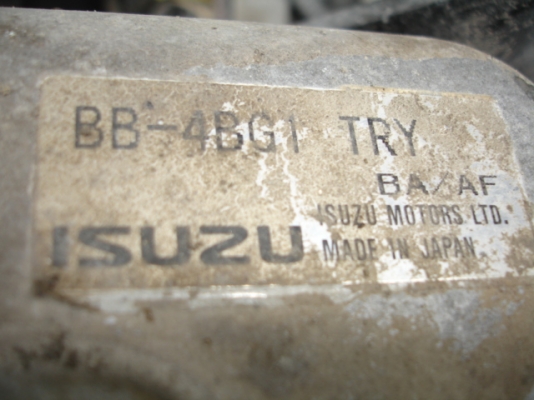 BB-4BG1 TRY
BA/AF
ISUZU MOTORS LTD.
ISUZU MADE IN JAPAN